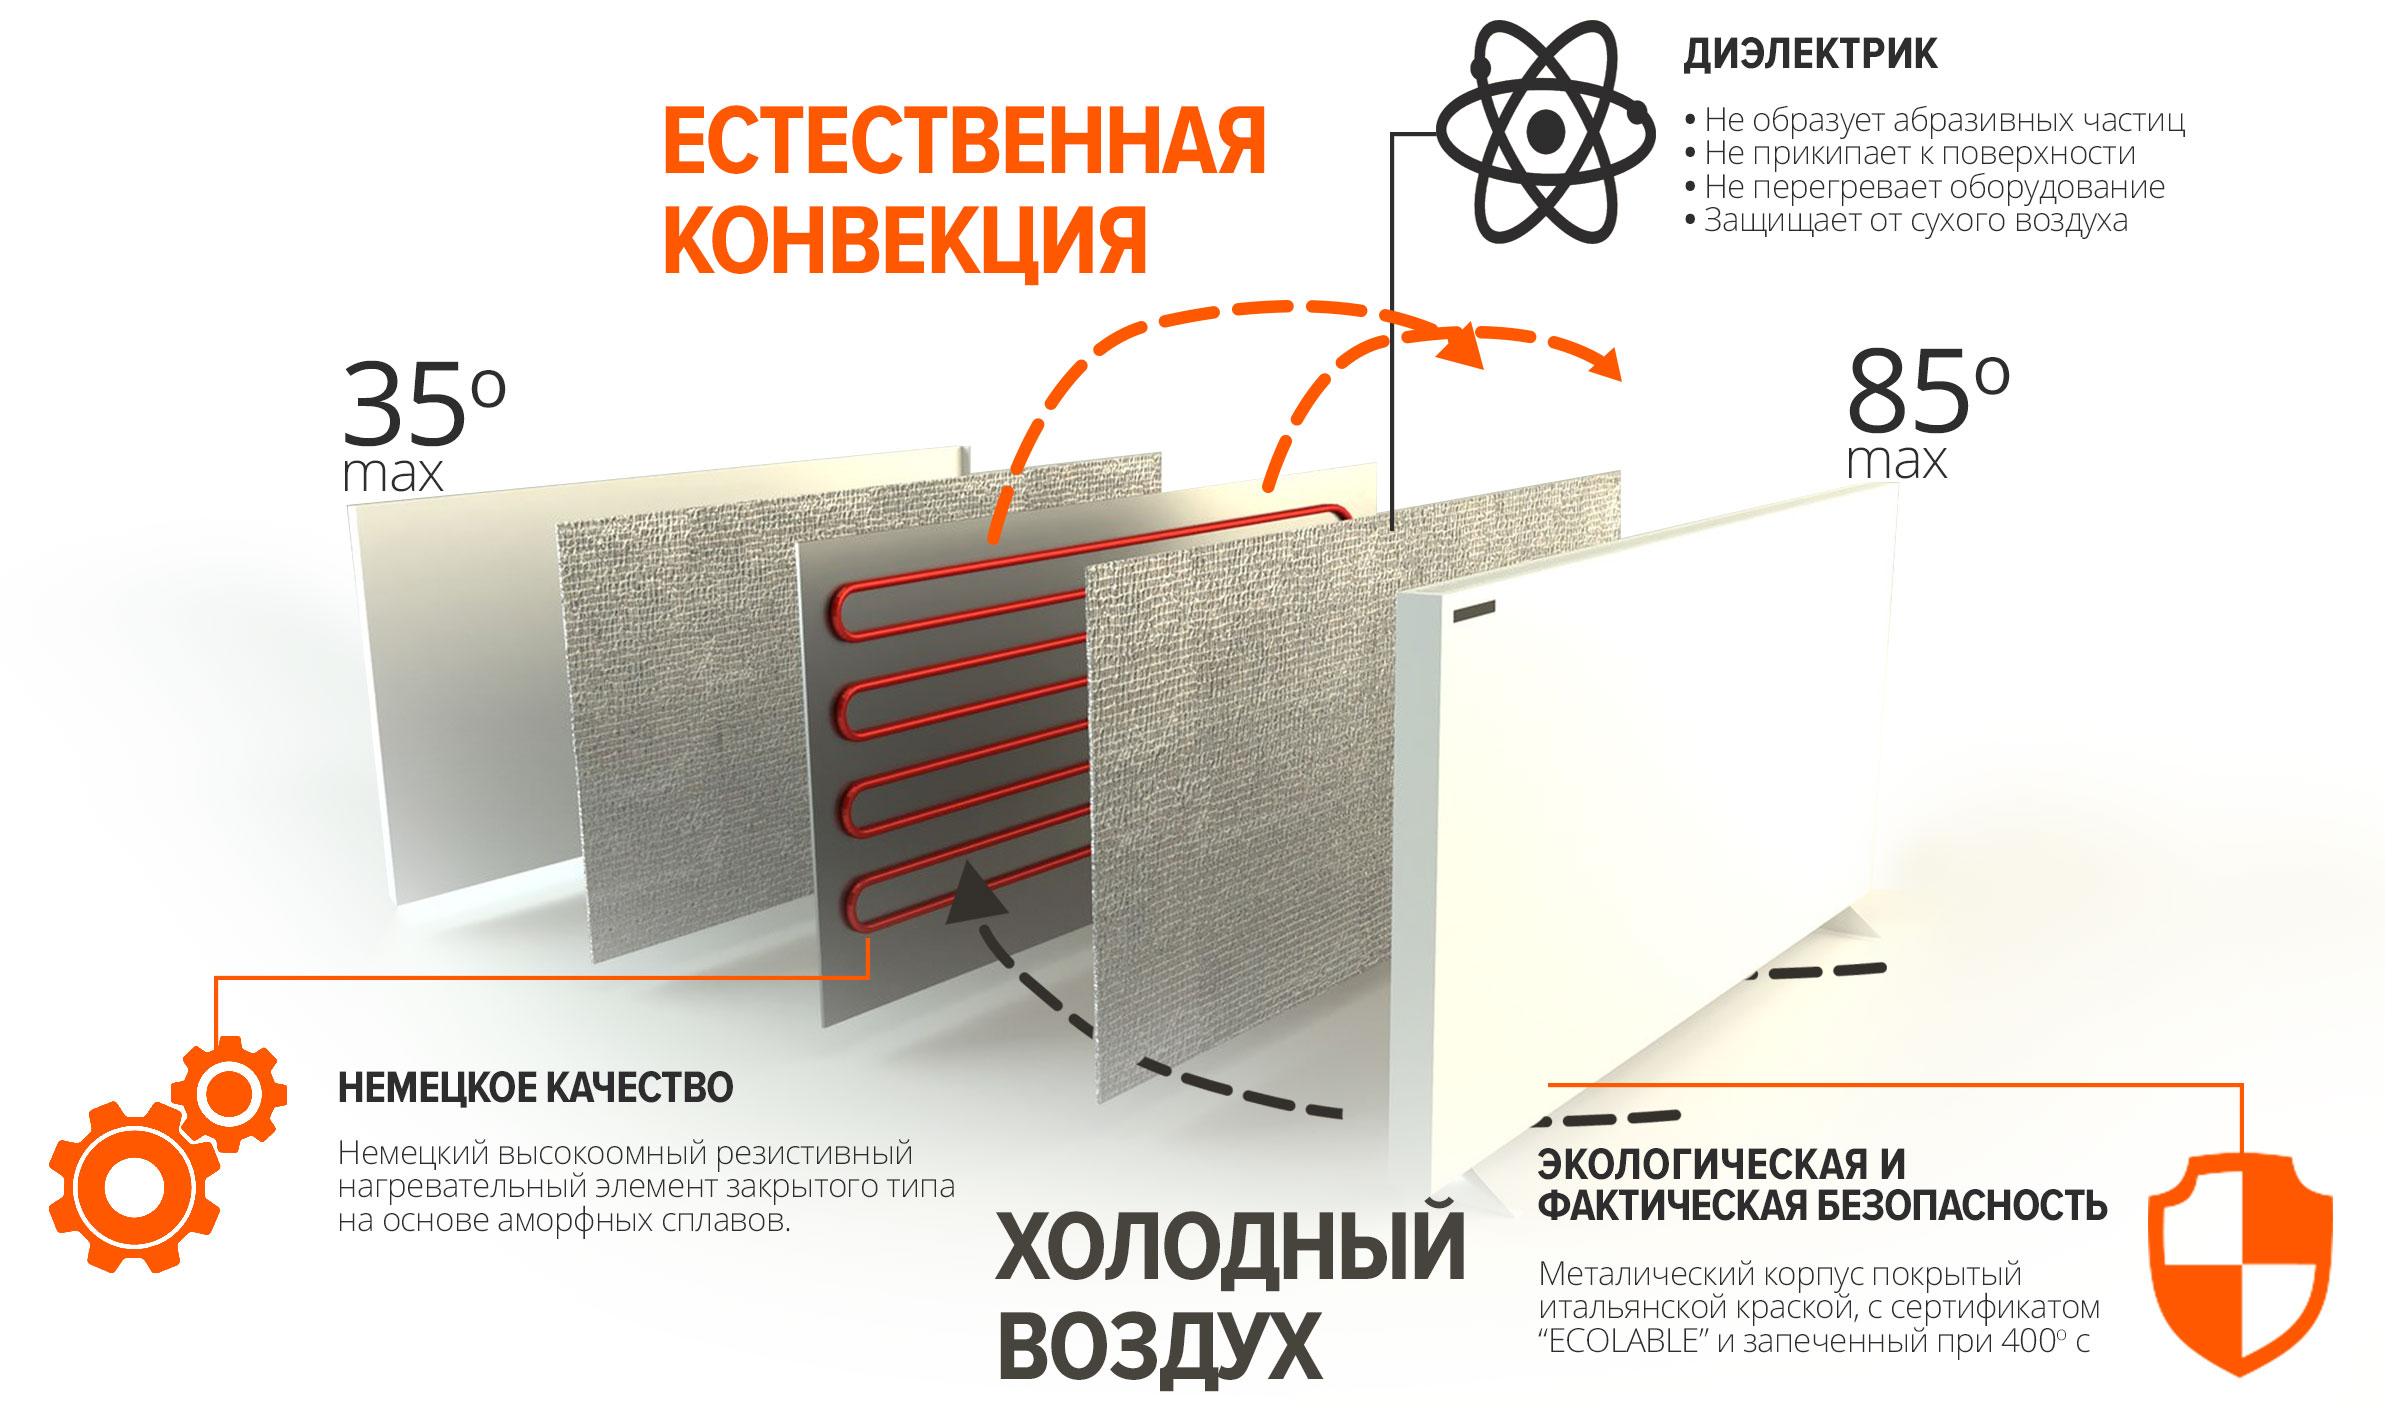 ДИЭЛЕКТРИК
• Не образует абразивных частиц
• Не прикипает к поверхности
• Не перегревает оборудование
• Защищает от сухого воздуха
ЕСТЕСТВЕННАЯ
КОНВЕКЦИЯ
35º
max
85º
max
НЕМЕЦКОЕ КАЧЕСТВО
Немецкий высокоомный резистивный
нагревательный элемент закрытого типа
на основе аморфных сплавов.
ХОЛОДНЫЙ
ВОЗДУХ
ЭКОЛОГИЧЕСКАЯ И
ФАКТИЧЕСКАЯ БЕЗОПАСНОСТЬ
Металический корпус покрытый
итальянской краской, с сертификатом
“ECOLABLE” и запеченный при 400º с